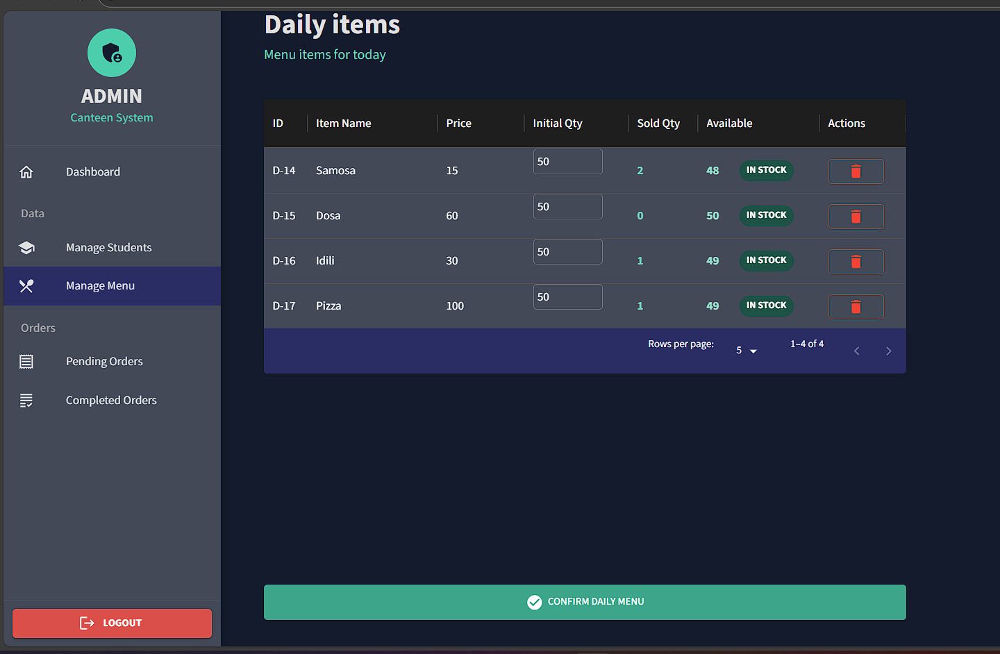 ADMIN
Canteen System
Dashboard
Data
Manage Students
Manage Menu
Orders
Pending Orders
Completed Orders
LOGOUT
Daily items
Menu items for today
ID Item Name Price Initial Qty Sold Qty Available Actions
D-14 Samosa 15 50 2 48 IN STOCK
D-15 Dosa 60 50 0 50 IN STOCK
D-16 Idili 30 50 1 49 IN STOCK
D-17 Pizza 100 50 1 49 IN STOCK
Rows per page: 5 1–4 of 4
CONFIRM DAILY MENU